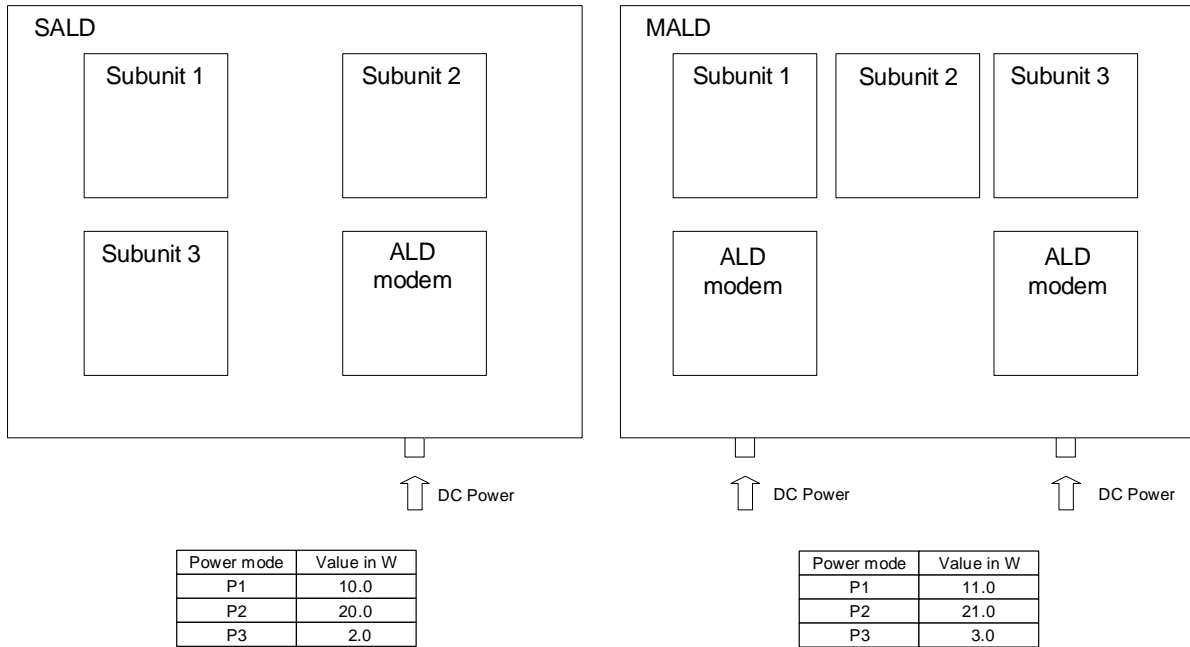 SALD
Subunit 1
Subunit 2
Subunit 3
ALD
modem
DC Power
Power mode Value in W
P1 10.0
P2 20.0
P3 2.0
MALD
Subunit 1
Subunit 2
Subunit 3
ALD
modem
ALD
modem
DC Power
DC Power
Power mode Value in W
P1 11.0
P2 21.0
P3 3.0